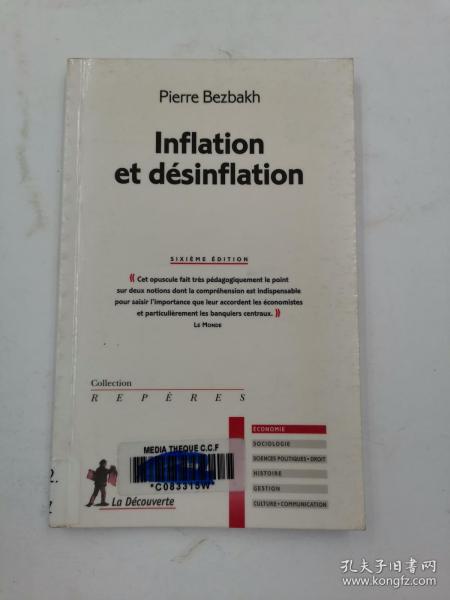 Pierre Bezbakh
Inflation
et désinflation
SIXIÈME ÉDITION
« Cet opuscule fait très pédagogiquement le point
sur deux notions dont la compréhension est indispensable
pour saisir l'importance que leur accordent les économistes
et particulièrement les banquiers centraux. »
LE MONDE
Collection
REPÈRES
ECONOMIE
SOCIOLOGIE
SCIENCES POLITIQUES • DROIT
HISTOIRE
GESTION
CULTURE • COMMUNICATION
MEDIA THEQUE C.C.F
*C083315W*
La Découverte
2.
孔夫子旧书网
www.kongfz.com